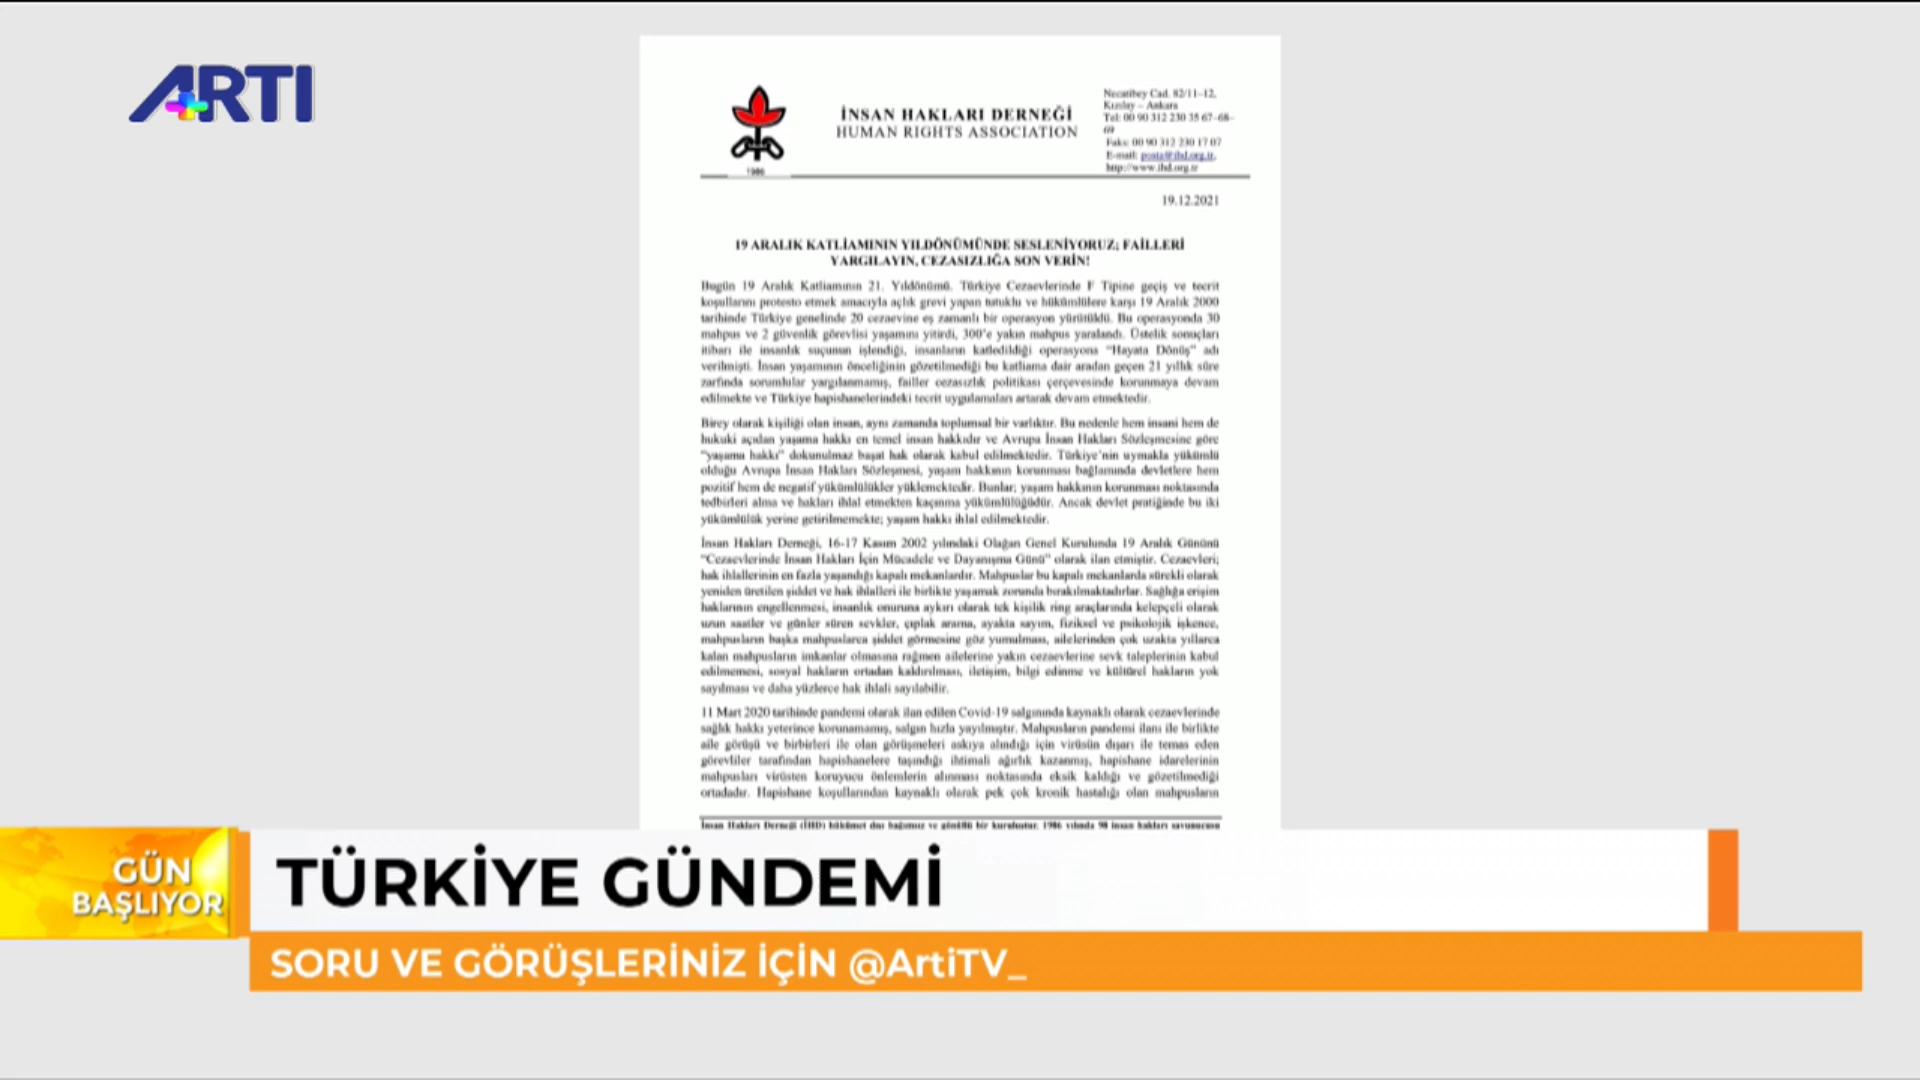 ARTI
İNSAN HAKLARI DERNEĞİ
HUMAN RIGHTS ASSOCIATION
1986
Necatibey Cad. 82/11-12,
Kızılay – Ankara
Tel: 00 90 312 230 35 67-68-
69
Faks: 00 90 312 230 17 07
E-mail: posta@ihd.org.tr,
http://www.ihd.org.tr
19.12.2021
19 ARALIK KATLİAMININ YILDÖNÜMÜNDE SESLENİYORUZ; FAİLLERİ
YARGILAYIN, CEZASIZLIĞA SON VERİN!
Bugün 19 Aralık Katliamının 21. Yıldönümü. Türkiye Cezaevlerinde F Tipine geçiş ve tecrit
koşullarını protesto etmek amacıyla açlık grevi yapan tutuklu ve hükümlülere karşı 19 Aralık 2000
tarihinde Türkiye genelinde 20 cezaevine eş zamanlı bir operasyon yürütüldü. Bu operasyonda 30
mahpus ve 2 güvenlik görevlisi yaşamını yitirdi, 300’e yakın mahpus yaralandı. Üstelik sonuçları
itibarı ile insanlık suçunun işlendiği, insanların katledildiği operasyona “Hayata Dönüş” adı
verilmişti. İnsan yaşamının önceliğinin gözetilmediği bu katliama dair aradan geçen 21 yıllık süre
zarfında sorumlular yargılanmamış, failler cezasızlık politikası çerçevesinde korunmaya devam
edilmekte ve Türkiye hapishanelerindeki tecrit uygulamaları artarak devam etmektedir.
Birey olarak kişiliği olan insan, aynı zamanda toplumsal bir varlıktır. Bu nedenle hem insani hem de
hukuki açıdan yaşama hakkı en temel insan hakkıdır ve Avrupa İnsan Hakları Sözleşmesine göre
“yaşama hakkı” dokunulmaz başat hak olarak kabul edilmektedir. Türkiye’nin uymakla yükümlü
olduğu Avrupa İnsan Hakları Sözleşmesi, yaşam hakkının korunması bağlamında devletlere hem
pozitif hem de negatif yükümlülükler yüklemektedir. Bunlar; yaşam hakkının korunması noktasında
tedbirleri alma ve hakları ihlal etmekten kaçınma yükümlülüğüdür. Ancak devlet pratiğinde bu iki
yükümlülük yerine getirilmemekte; yaşam hakkı ihlal edilmektedir.
İnsan Hakları Derneği, 16-17 Kasım 2002 yılındaki Olağan Genel Kurulunda 19 Aralık Gününü
“Cezaevlerinde İnsan Hakları İçin Mücadele ve Dayanışma Günü” olarak ilan etmiştir. Cezaevleri;
hak ihlallerinin en fazla yaşandığı kapalı mekanlardır. Mahpuslar bu kapalı mekanlarda sürekli olarak
yeniden üretilen şiddet ve hak ihlalleri ile birlikte yaşamak zorunda bırakılmaktadırlar. Sağlığa erişim
haklarının engellenmesi, insanlık onuruna aykırı olarak tek kişilik ring araçlarında kelepçeli olarak
uzun saatler ve günler süren sevkler, çıplak arama, ayakta sayım, fiziksel ve psikolojik işkence,
mahpusların başka mahpuslarca şiddet görmesine göz yumulması, ailelerinden çok uzakta yıllarca
kalan mahpusların imkanlar olmasına rağmen ailelerine yakın cezaevlerine sevk taleplerinin kabul
edilmemesi, sosyal hakların ortadan kaldırılması, iletişim, bilgi edinme ve kültürel hakların yok
sayılması ve daha yüzlerce hak ihlali sayılabilir.
11 Mart 2020 tarihinde pandemi olarak ilan edilen Covid-19 salgınında kaynaklı olarak cezaevlerinde
sağlık hakkı yeterince korunamamış, salgın hızla yayılmıştır. Mahpusların pandemi ilanı ile birlikte
aile görüşü ve birbirleri ile olan görüşmeleri askıya alındığı için virüsün dışarı ile temas eden
görevliler tarafından hapishanelere taşındığı ihtimali ağırlık kazanmış, hapishane idarelerinin
mahpusları virüsten koruyucu önlemlerin alınması noktasında eksik kaldığı ve gözetilmediği
ortadadır. Hapishane koşullarından kaynaklı olarak pek çok kronik hastalığı olan mahpusların
İnsan Hakları Derneği (İHD) hükümet dışı bağımsız ve gönüllü bir kuruluştur. 1986 yılında 98 insan hakları savunucusu
GÜN
BAŞLIYOR
TÜRKİYE GÜNDEMİ
SORU VE GÖRÜŞLERİNİZ İÇİN @ArtiTV_